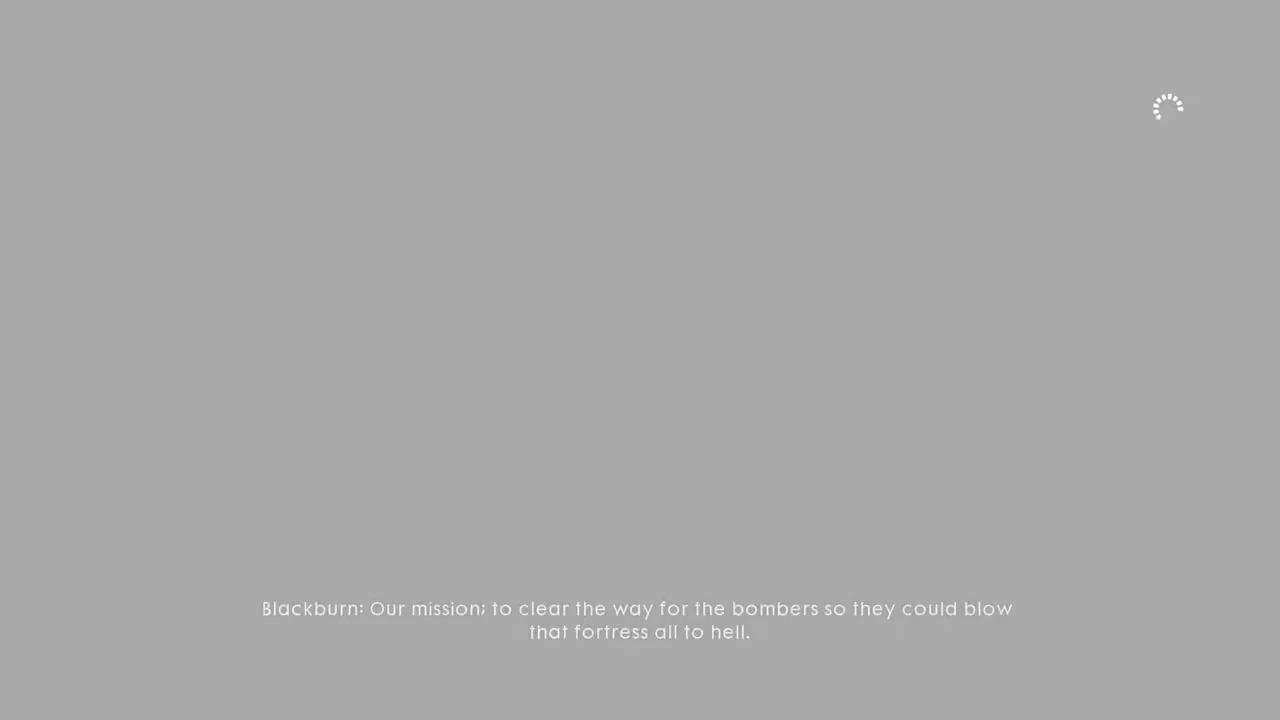 Blackburn: Our mission; to clear the way for the bombers so they could blow
that fortress all to hell.